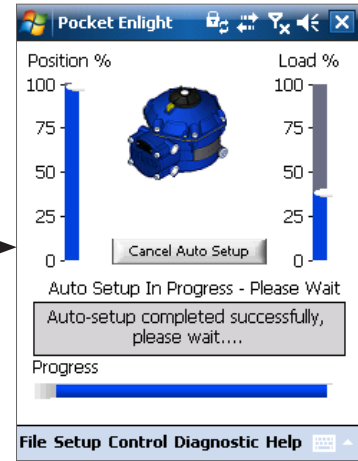 Pocket Enlight
Position % Load %
100 100
75 75
50 50
25 25
0 0
Cancel Auto Setup
Auto Setup In Progress - Please Wait
Auto-setup completed successfully,
please wait....
Progress
File Setup Control Diagnostic Help